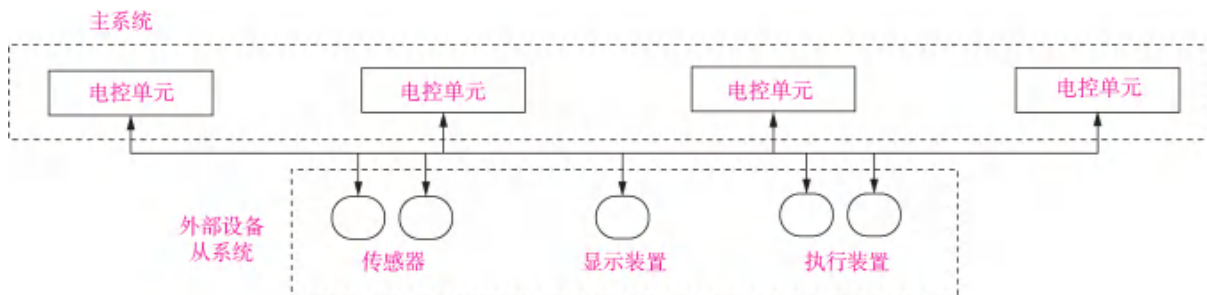 主系统
电控单元
电控单元
电控单元
电控单元
外部设备
从系统
传感器
显示装置
执行装置